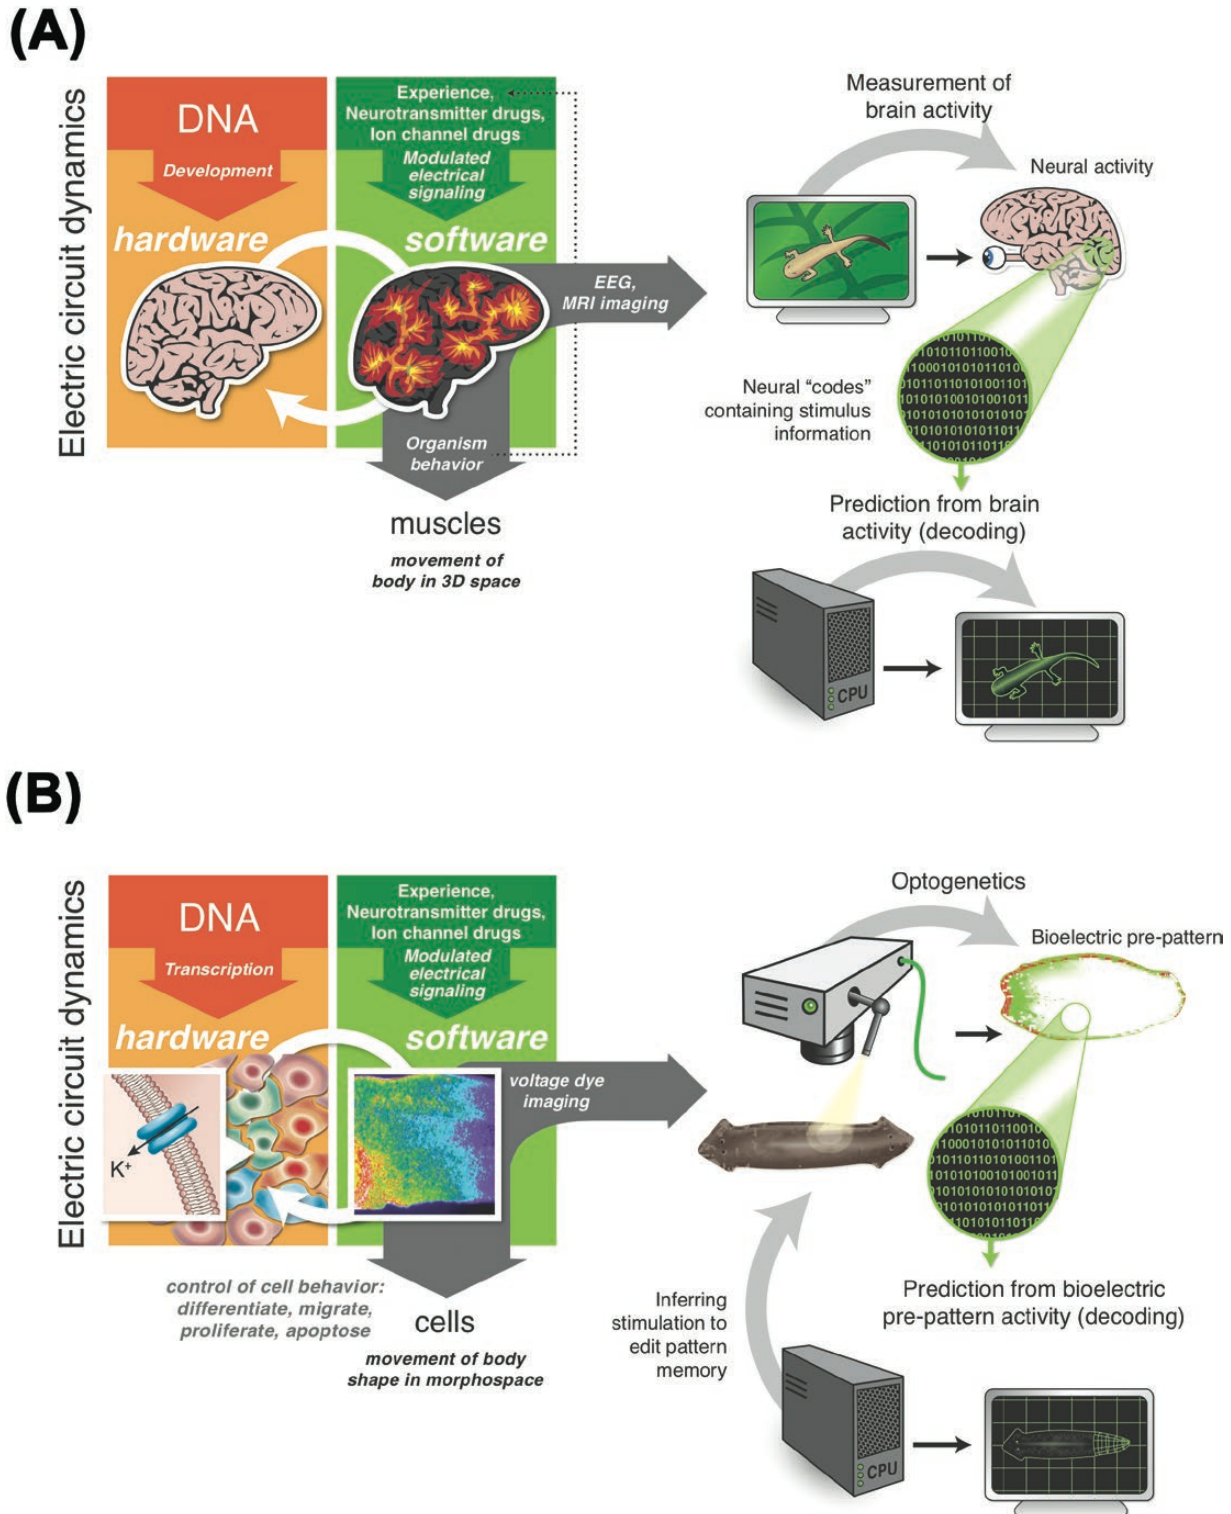 (A)
Electric circuit dynamics
DNA
Development
hardware
Experience,
Neurotransmitter drugs,
Ion channel drugs
Modulated
electrical
signaling
software
EEG,
MRI imaging
Organism
behavior
muscles
movement of
body in 3D space
Measurement of
brain activity
Neural activity
Neural “codes”
containing stimulus
information
Prediction from brain
activity (decoding)
CPU
(B)
Electric circuit dynamics
DNA
Transcription
hardware
K+
Experience,
Neurotransmitter drugs,
Ion channel drugs
Modulated
electrical
signaling
software
voltage dye
imaging
control of cell behavior:
differentiate, migrate,
proliferate, apoptose
cells
movement of body
shape in morphospace
Optogenetics
Bioelectric pre-pattern
Prediction from bioelectric
pre-pattern activity (decoding)
Inferring
stimulation to
edit pattern
memory
CPU